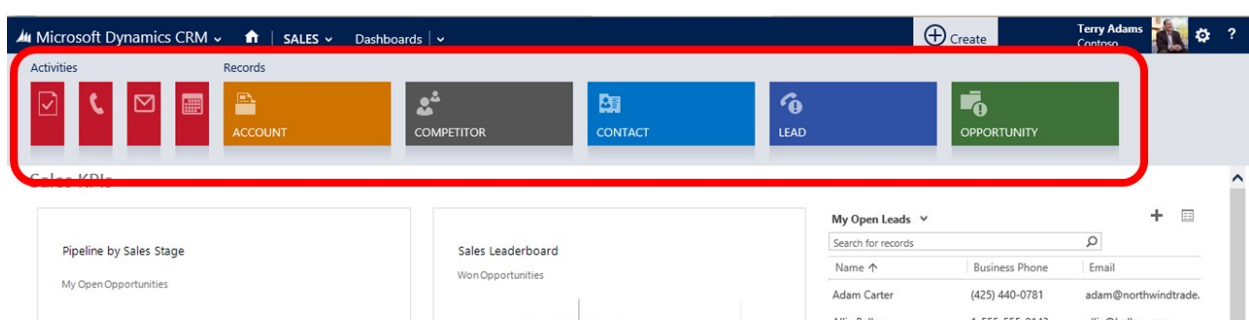 Microsoft Dynamics CRM SALES Dashboards Create Terry Adams ?
Contoso
Activities Records
ACCOUNT COMPETITOR CONTACT LEAD OPPORTUNITY
Sales KPIs
My Open Leads
Pipeline by Sales Stage
Sales Leaderboard
Search for records
My Open Opportunities
Won Opportunities
Name Business Phone Email
Adam Carter (425) 440-0781 adam@northwindtrade.